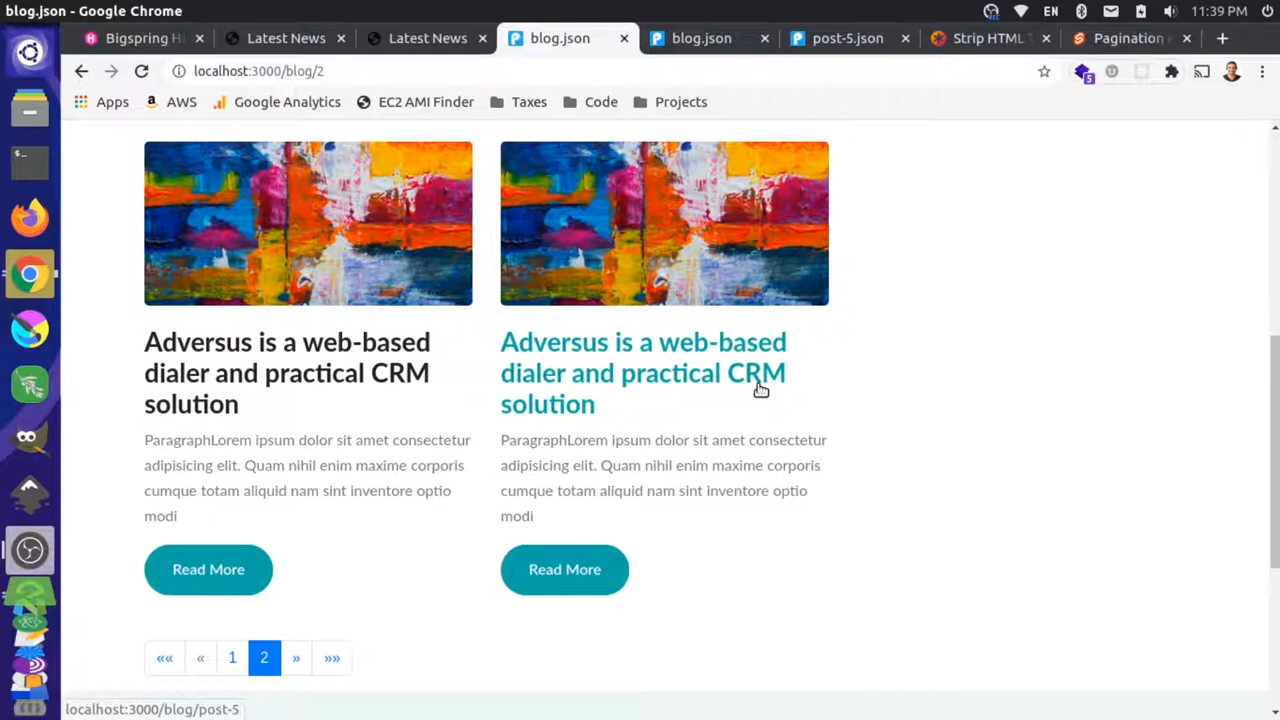 blog.json - Google Chrome
EN
11:39 PM
Bigspring H
Latest News
Latest News
blog.json
blog.json
post-5.json
Strip HTML T
Pagination
localhost:3000/blog/2
5
Apps
AWS
Google Analytics
EC2 AMI Finder
Taxes
Code
Projects
Adversus is a web-based
dialer and practical CRM
solution
ParagraphLorem ipsum dolor sit amet consectetur
adipisicing elit. Quam nihil enim maxime corporis
cumque totam aliquid nam sint inventore optio
modi
Read More
Adversus is a web-based
dialer and practical CRM
solution
ParagraphLorem ipsum dolor sit amet consectetur
adipisicing elit. Quam nihil enim maxime corporis
cumque totam aliquid nam sint inventore optio
modi
Read More
«« « 1 2 » »»
localhost:3000/blog/post-5